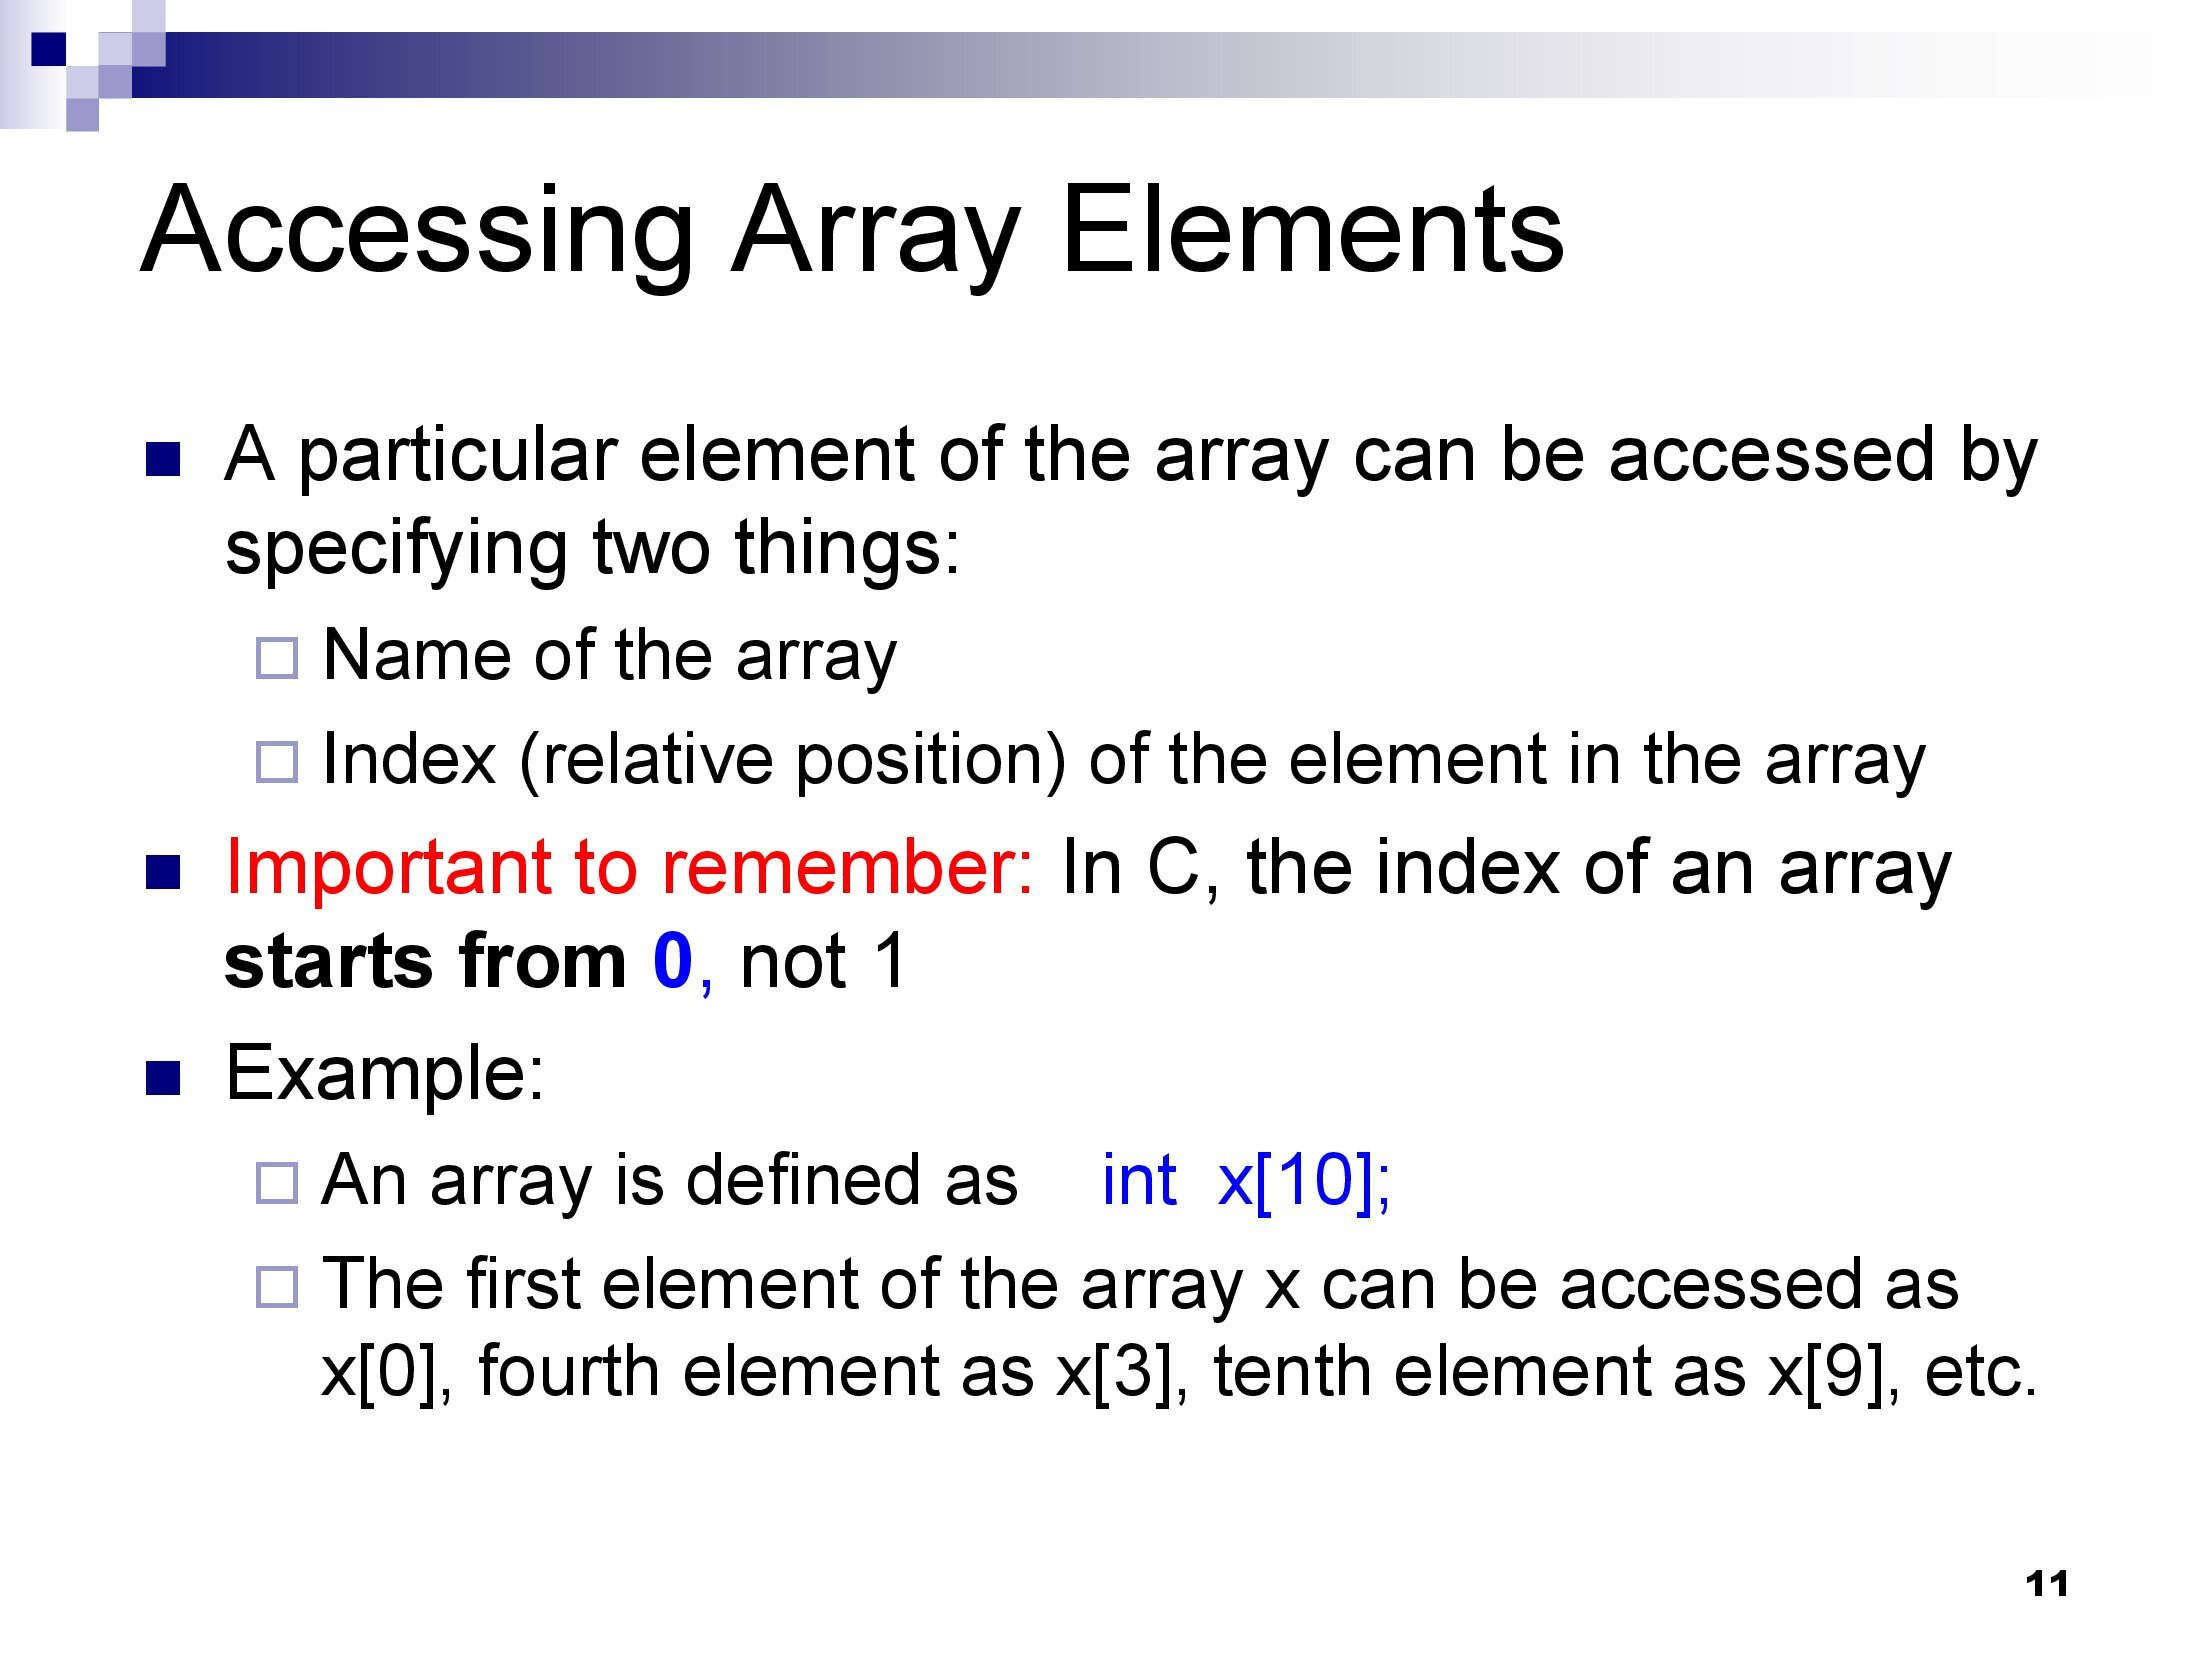 Accessing Array Elements
A particular element of the array can be accessed by
specifying two things:
Name of the array
Index (relative position) of the element in the array
Important to remember: In C, the index of an array
starts from 0, not 1
Example:
An array is defined as int x[10];
The first element of the array x can be accessed as
x[0], fourth element as x[3], tenth element as x[9], etc.
11